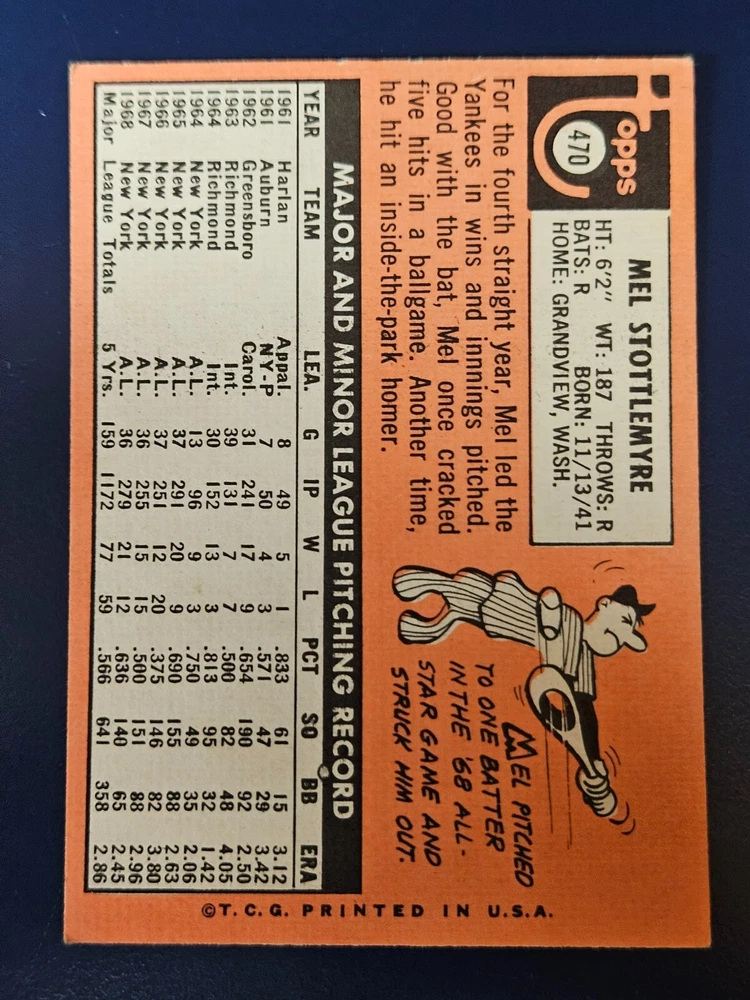 Topps
470
MEL STOTTLEMYRE
HT: 6'2" WT: 187 THROWS: R
BATS: R BORN: 11/13/41
HOME: GRANDVIEW, WASH.
For the fourth straight year, Mel led the
Yankees in wins and innings pitched.
Good with the bat, Mel once cracked
five hits in a ballgame. Another time,
he hit an inside-the-park homer.
MEL PITCHED
TO ONE BATTER
IN THE '68 ALL-
STAR GAME AND
STRUCK HIM OUT.
MAJOR AND MINOR LEAGUE PITCHING RECORD
YEAR TEAM LEA. G IP W L PCT SO BB ERA
1961 Harlan Appal. 8 49 5 1 .833 61 15 3.12
1961 Auburn NY-P 7 50 4 3 .571 47 29 3.42
1962 Greensboro Carol. 31 241 17 9 .654 190 92 2.50
1963 Richmond Int. 39 131 7 7 .500 82 48 4.05
1964 Richmond Int. 30 152 13 3 .813 95 32 1.42
1964 New York A.L. 13 96 9 3 .750 49 35 2.06
1965 New York A.L. 37 291 20 9 .690 155 88 2.63
1966 New York A.L. 37 251 12 20 .375 146 82 3.80
1967 New York A.L. 36 255 15 15 .500 151 88 2.96
1968 New York A.L. 36 279 21 12 .636 140 65 2.45
Major League Totals 5 Yrs. 159 1172 77 59 .566 641 358 2.86
©T.C.G. PRINTED IN U.S.A.